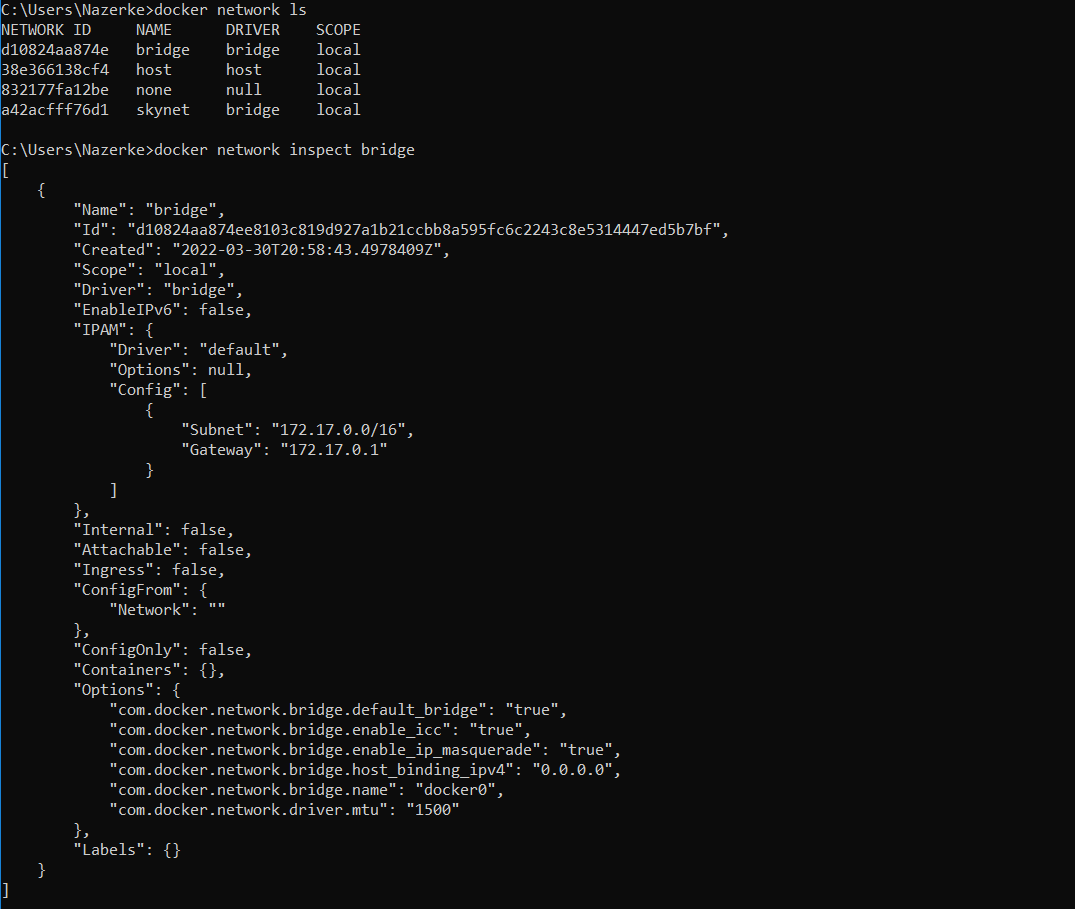 C:\Users\Nazerke>docker network ls
NETWORK ID     NAME      DRIVER    SCOPE
d10824aa874e   bridge    bridge    local
38e366138cf4   host      host      local
832177fa12be   none      null      local
a42acfff76d1   skynet    bridge    local

C:\Users\Nazerke>docker network inspect bridge
[
    {
        "Name": "bridge",
        "Id": "d10824aa874ee8103c819d927a1b21ccbb8a595fc6c2243c8e5314447ed5b7bf",
        "Created": "2022-03-30T20:58:43.4978409Z",
        "Scope": "local",
        "Driver": "bridge",
        "EnableIPv6": false,
        "IPAM": {
            "Driver": "default",
            "Options": null,
            "Config": [
                {
                    "Subnet": "172.17.0.0/16",
                    "Gateway": "172.17.0.1"
                }
            ]
        },
        "Internal": false,
        "Attachable": false,
        "Ingress": false,
        "ConfigFrom": {
            "Network": ""
        },
        "ConfigOnly": false,
        "Containers": {},
        "Options": {
            "com.docker.network.bridge.default_bridge": "true",
            "com.docker.network.bridge.enable_icc": "true",
            "com.docker.network.bridge.enable_ip_masquerade": "true",
            "com.docker.network.bridge.host_binding_ipv4": "0.0.0.0",
            "com.docker.network.bridge.name": "docker0",
            "com.docker.network.driver.mtu": "1500"
        },
        "Labels": {}
    }
]